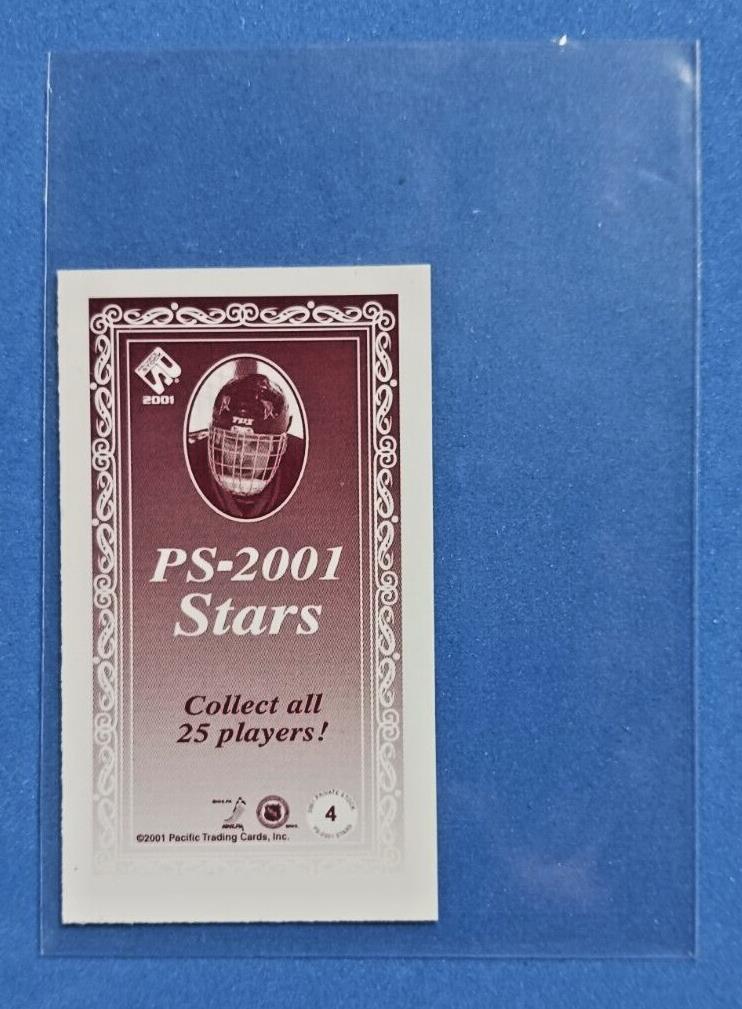 2001
PS-2001
Stars
Collect all
25 players!
4
©2001 Pacific Trading Cards, Inc.